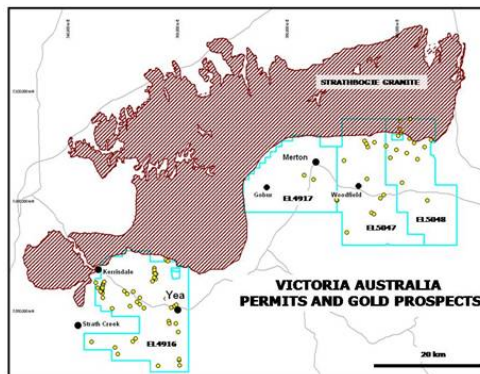 STRATHBOGIE GRANITE
Merton
Gobur
Woodfield
EL4917
EL5047
EL5048
Kerrisdale
Yea
Strath Creek
EL4916
VICTORIA AUSTRALIA
PERMITS AND GOLD PROSPECTS
20 km